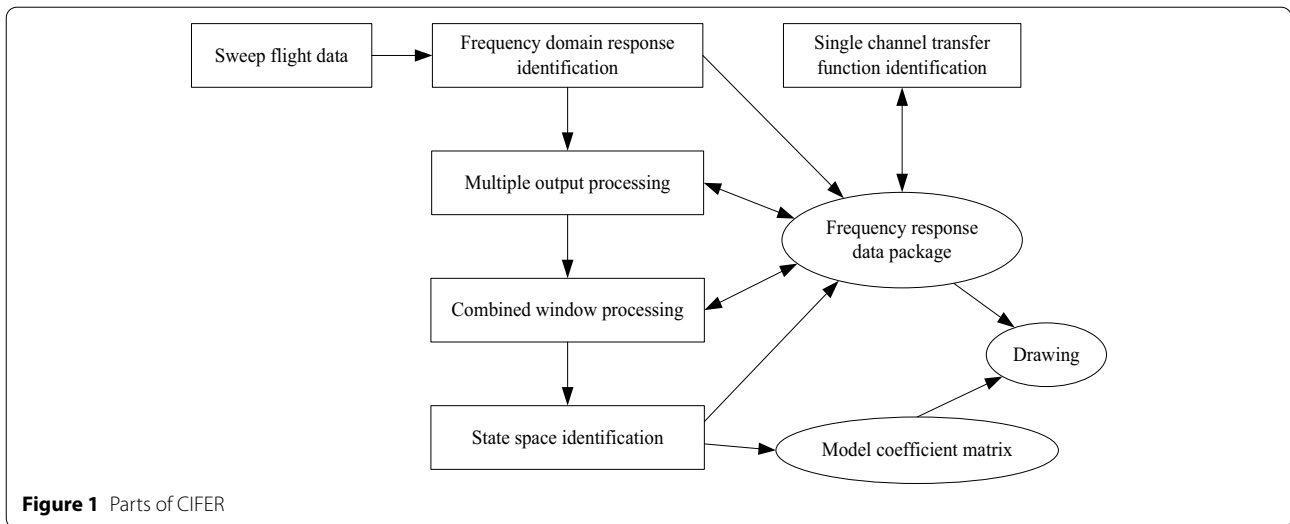 Sweep flight data
Frequency domain response
identification
Single channel transfer
function identification
Multiple output processing
Frequency response
data package
Combined window processing
Drawing
State space identification
Model coefficient matrix
Figure 1 Parts of CIFER